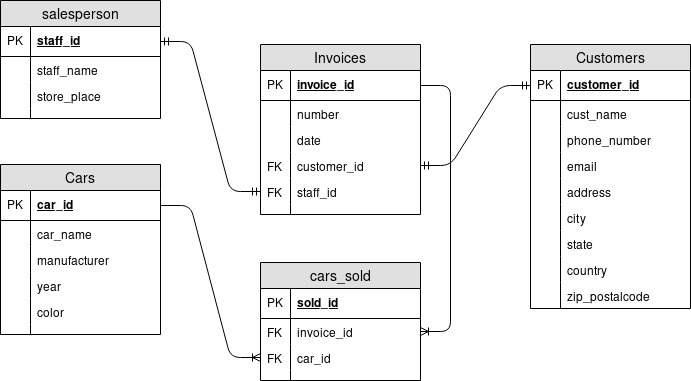 salesperson
PK staff_id
staff_name
store_place
Invoices
PK invoice_id
number
date
FK customer_id
FK staff_id
Customers
PK customer_id
cust_name
phone_number
email
address
city
state
country
zip_postalcode
Cars
PK car_id
car_name
manufacturer
year
color
cars_sold
PK sold_id
FK invoice_id
FK car_id